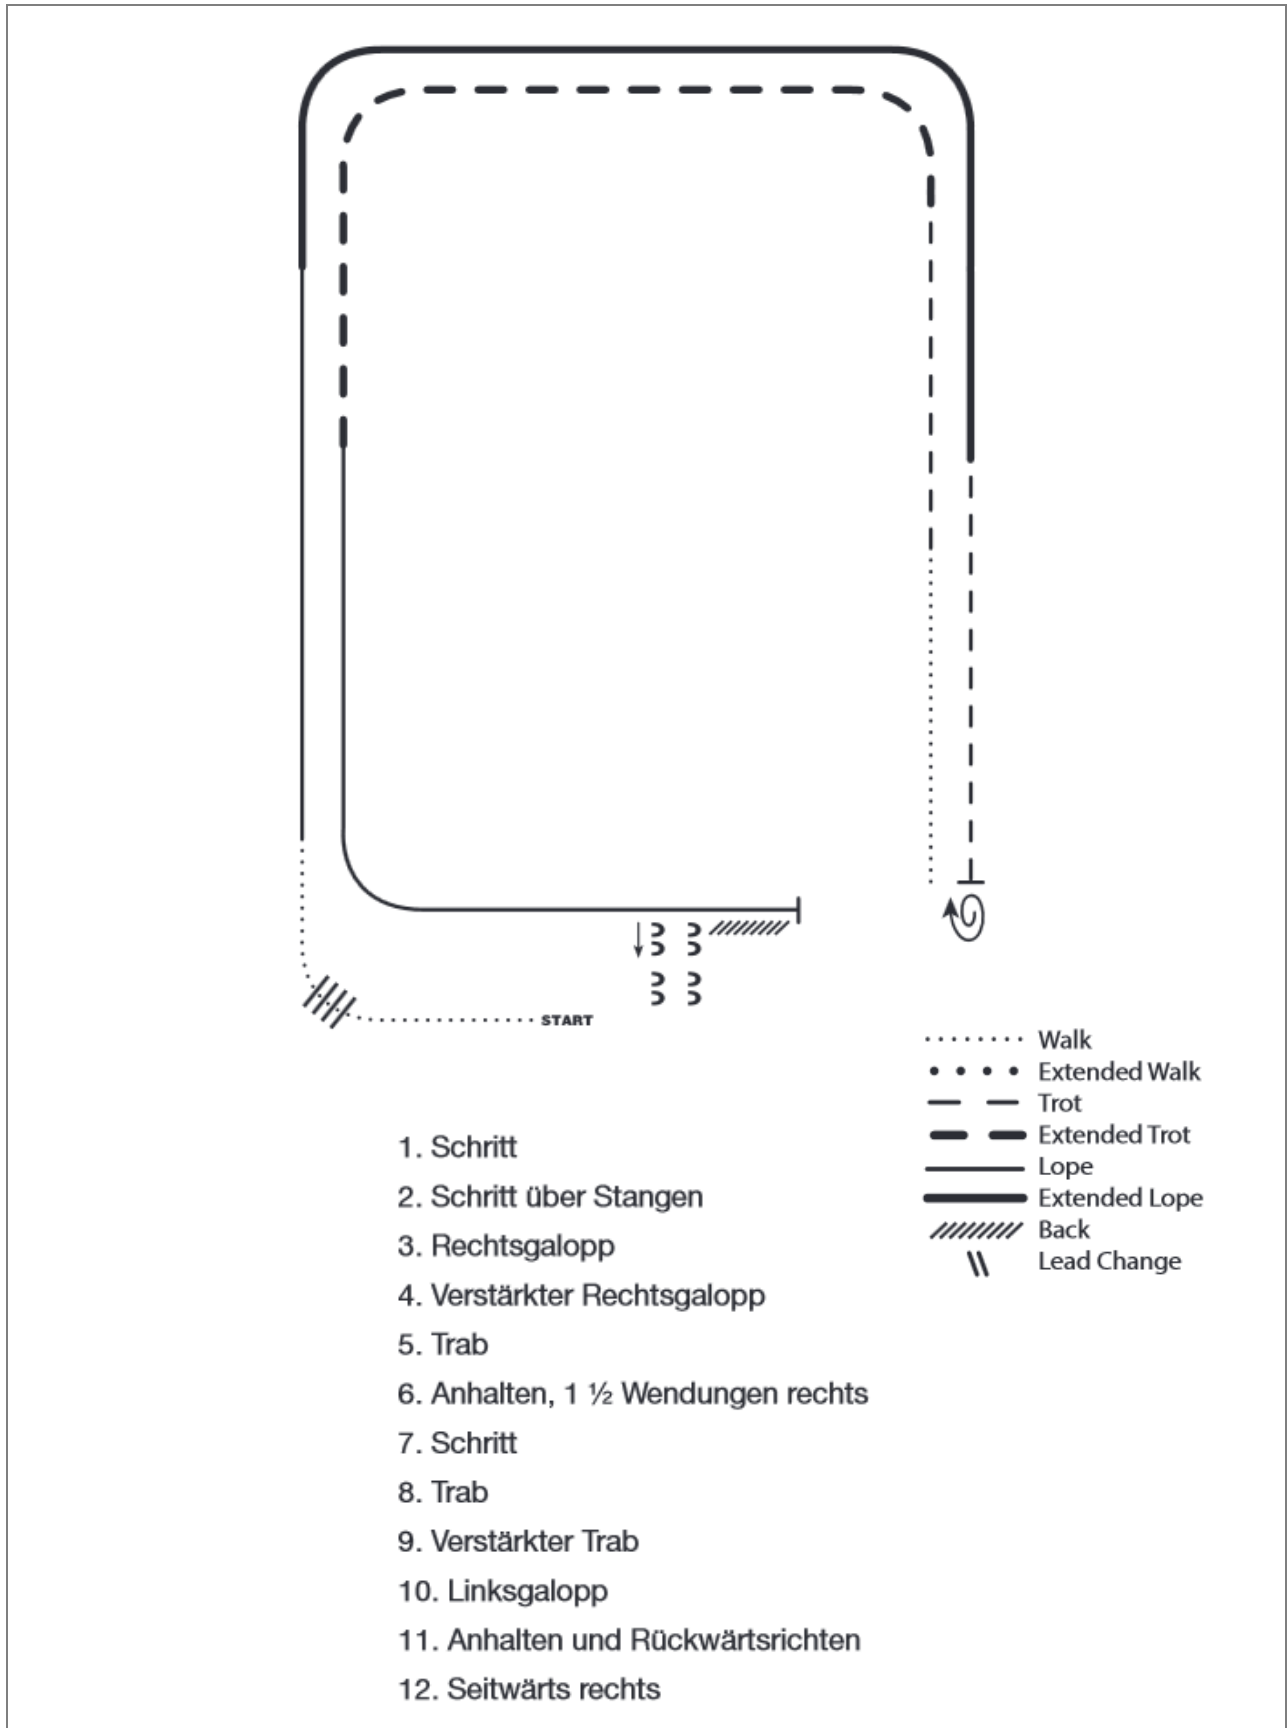 START
Walk
Extended Walk
Trot
Extended Trot
Lope
Extended Lope
Back
Lead Change
1. Schritt
2. Schritt über Stangen
3. Rechtsgalopp
4. Verstärkter Rechtsgalopp
5. Trab
6. Anhalten, 1 ½ Wendungen rechts
7. Schritt
8. Trab
9. Verstärkter Trab
10. Linksgalopp
11. Anhalten und Rückwärtsrichten
12. Seitwärts rechts